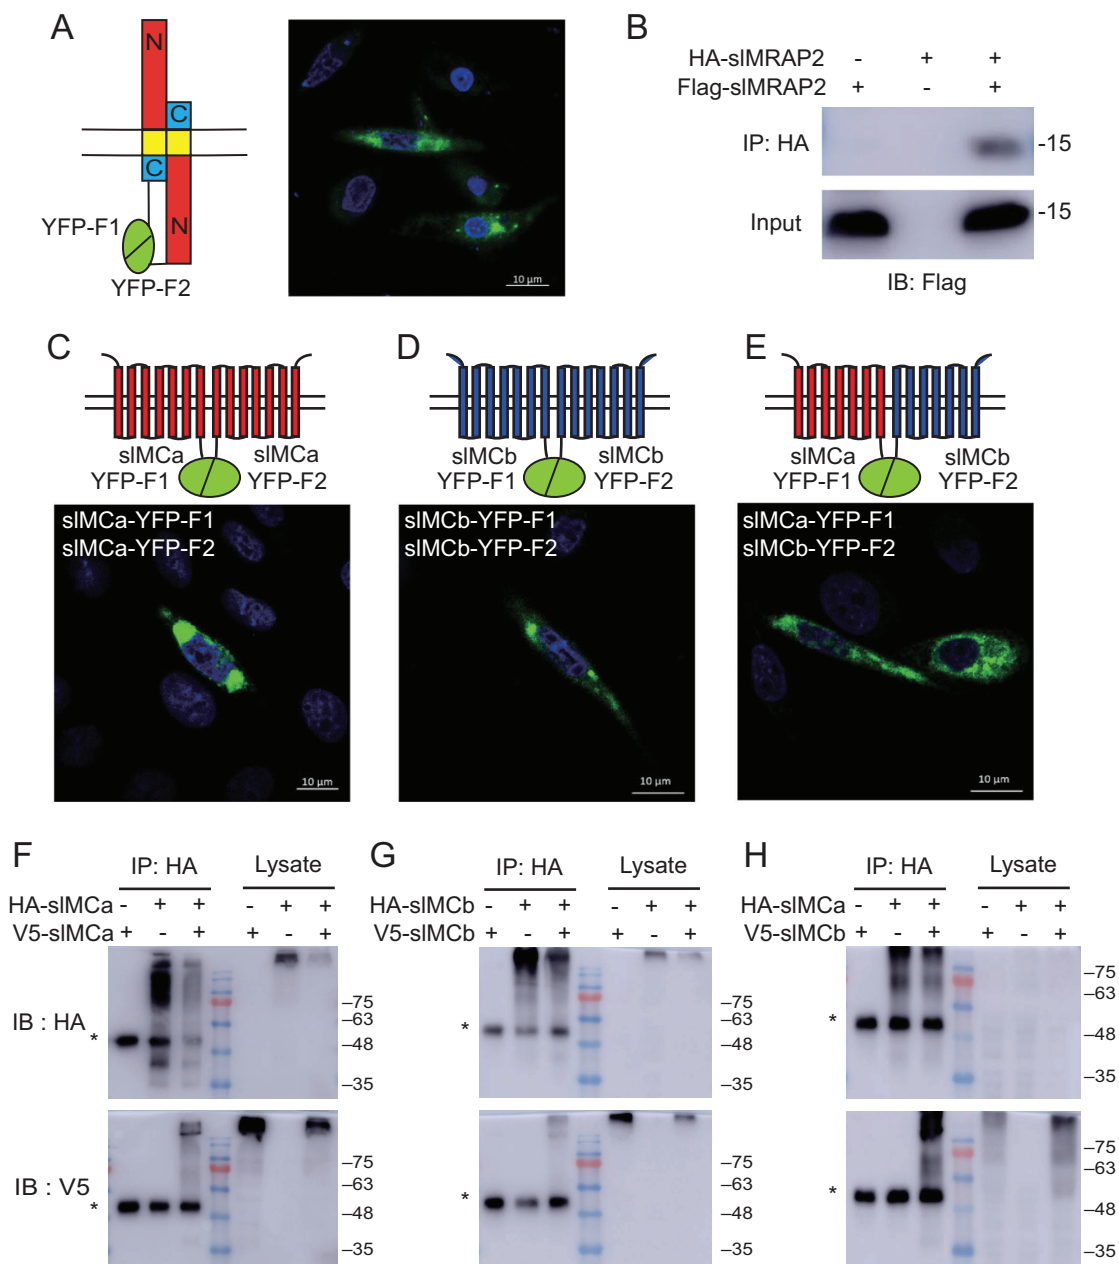 A
N
C
C
N
YFP-F1
YFP-F2
10 µm
B
HA-slMRAP2 - + +
Flag-slMRAP2 + - +
IP: HA
-15
Input
-15
IB: Flag
C
slMCa slMCa
YFP-F1 YFP-F2
slMCa-YFP-F1
slMCa-YFP-F2
10 µm
D
slMCb slMCb
YFP-F1 YFP-F2
slMCb-YFP-F1
slMCb-YFP-F2
10 µm
E
slMCa slMCb
YFP-F1 YFP-F2
slMCa-YFP-F1
slMCb-YFP-F2
10 µm
F
IP: HA Lysate
HA-slMCa - + + - + +
V5-slMCa + - + + - +
IB : HA
*
–75
–63
–48
–35
IB : V5
*
–75
–63
–48
–35
G
IP: HA Lysate
HA-slMCb - + + - + +
V5-slMCb + - + + - +
*
–75
–63
–48
–35
*
–75
–63
–48
–35
H
IP: HA Lysate
HA-slMCa - + + - + +
V5-slMCb + - + + - +
*
–75
–63
–48
–35
*
–75
–63
–48
–35